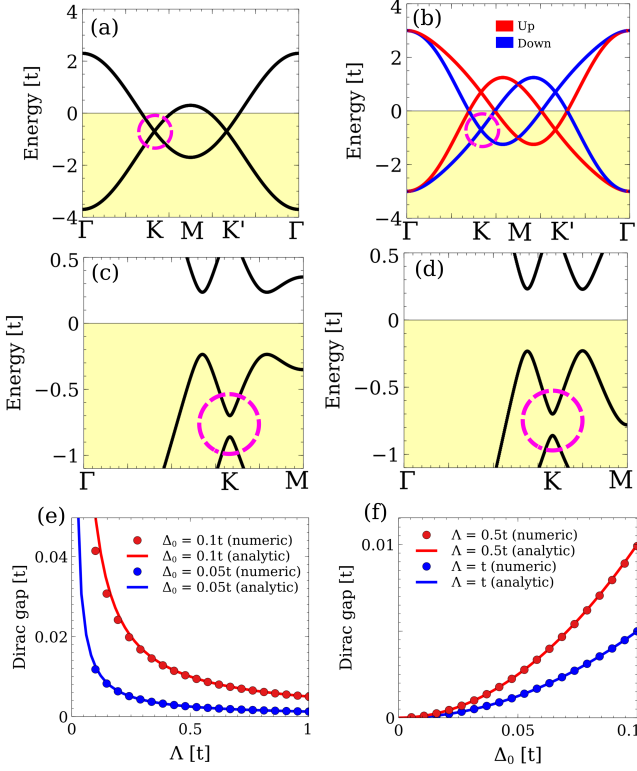 (a)
Energy [t]
4
2
0
−2
−4
Γ K M K' Γ
(b)
Up
Down
Energy [t]
4
2
0
−2
−4
Γ K M K' Γ
(c)
Energy [t]
0.5
0
−0.5
−1
Γ K M
(d)
Energy [t]
0.5
0
−0.5
−1
Γ K M
(e)
Δ₀ = 0.1t (numeric)
Δ₀ = 0.1t (analytic)
Δ₀ = 0.05t (numeric)
Δ₀ = 0.05t (analytic)
Dirac gap [t]
0.04
0.02
0
0 0.5 1
Λ [t]
(f)
Λ = 0.5t (numeric)
Λ = 0.5t (analytic)
Λ = t (numeric)
Λ = t (analytic)
Dirac gap [t]
0.01
0
0 0.05 0.1
Δ₀ [t]